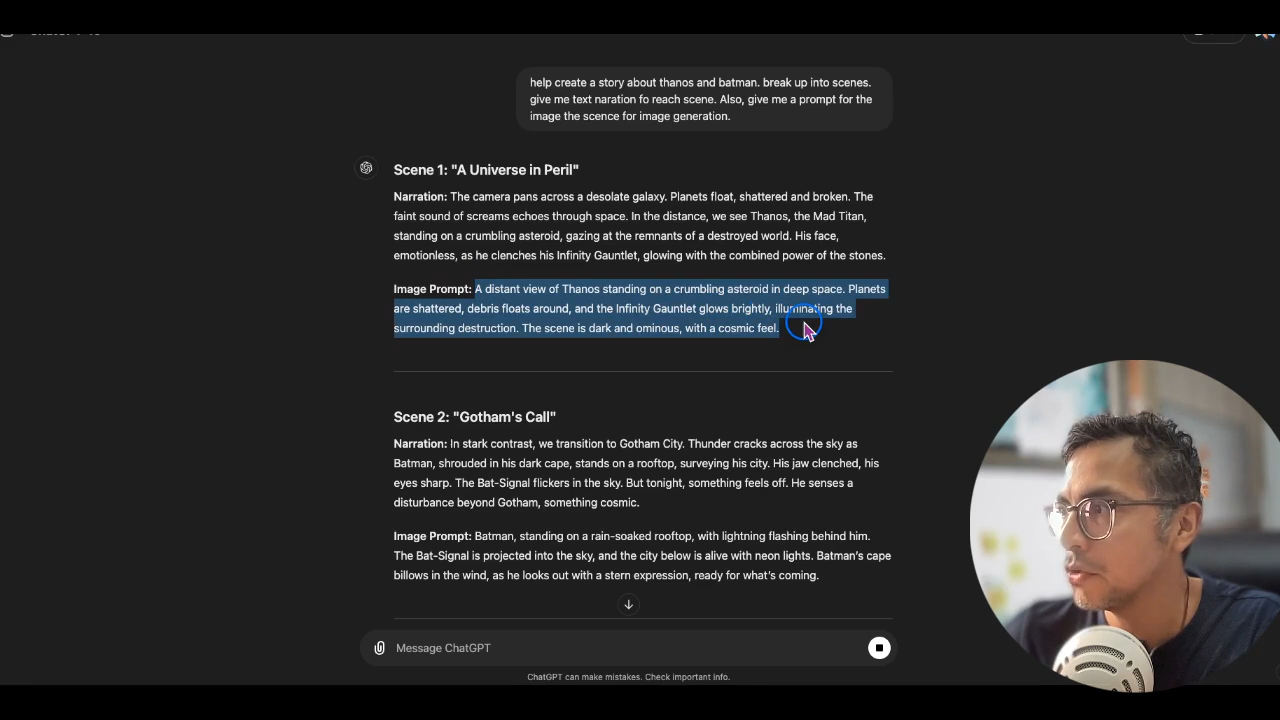 help create a story about thanos and batman. break up into scenes.
give me text naration fo reach scene. Also, give me a prompt for the
image the scence for image generation.
Scene 1: "A Universe in Peril"
Narration: The camera pans across a desolate galaxy. Planets float, shattered and broken. The
faint sound of screams echoes through space. In the distance, we see Thanos, the Mad Titan,
standing on a crumbling asteroid, gazing at the remnants of a destroyed world. His face,
emotionless, as he clenches his Infinity Gauntlet, glowing with the combined power of the stones.
Image Prompt: A distant view of Thanos standing on a crumbling asteroid in deep space. Planets
are shattered, debris floats around, and the Infinity Gauntlet glows brightly, illuminating the
surrounding destruction. The scene is dark and ominous, with a cosmic feel.
Scene 2: "Gotham's Call"
Narration: In stark contrast, we transition to Gotham City. Thunder cracks across the sky as
Batman, shrouded in his dark cape, stands on a rooftop, surveying his city. His jaw clenched, his
eyes sharp. The Bat-Signal flickers in the sky. But tonight, something feels off. He senses a
disturbance beyond Gotham, something cosmic.
Image Prompt: Batman, standing on a rain-soaked rooftop, with lightning flashing behind him.
The Bat-Signal is projected into the sky, and the city below is alive with neon lights. Batman's cape
billows in the wind, as he looks out with a stern expression, ready for what's coming.
Message ChatGPT
ChatGPT can make mistakes. Check important info.